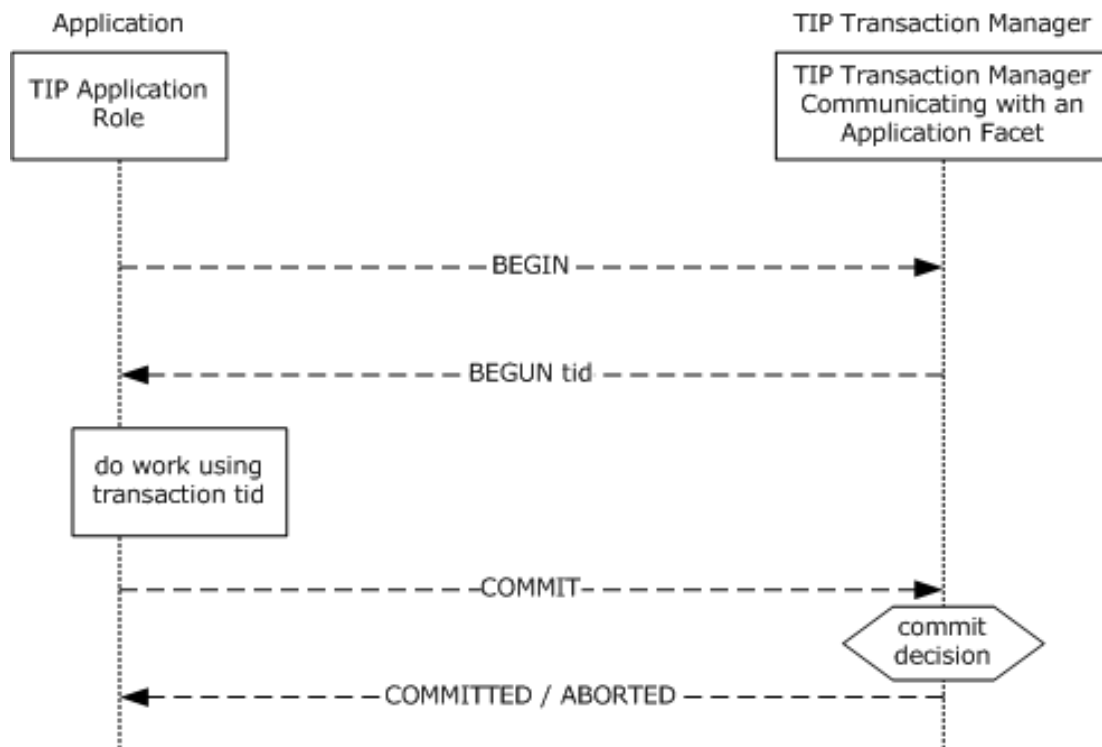 Application
TIP Transaction Manager
TIP Application
Role
TIP Transaction Manager
Communicating with an
Application Facet
BEGIN
BEGUN tid
do work using
transaction tid
COMMIT
commit
decision
COMMITTED / ABORTED